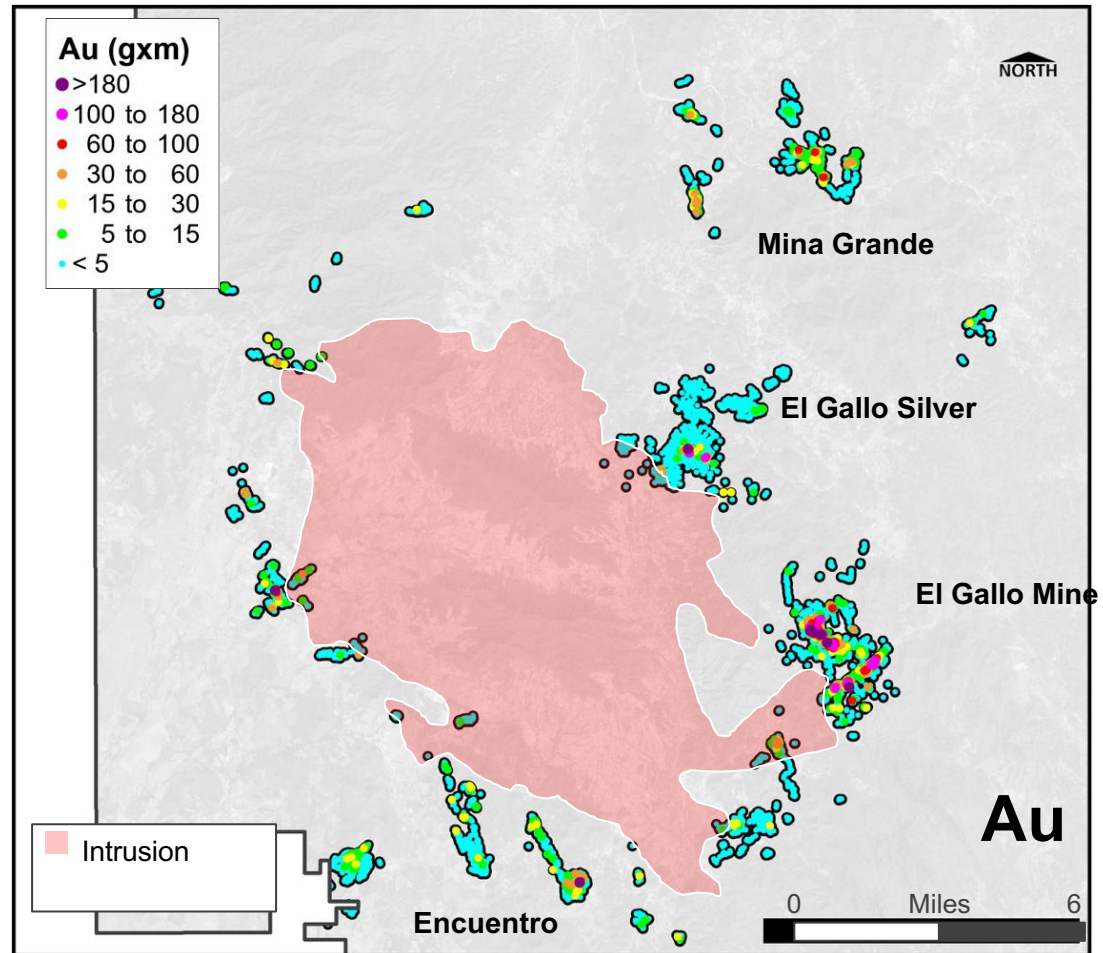 Au (gxm)
>180
100 to 180
60 to 100
30 to 60
15 to 30
5 to 15
< 5
NORTH
Mina Grande
El Gallo Silver
El Gallo Mine
Au
Intrusion
Encuentro
0 Miles 6